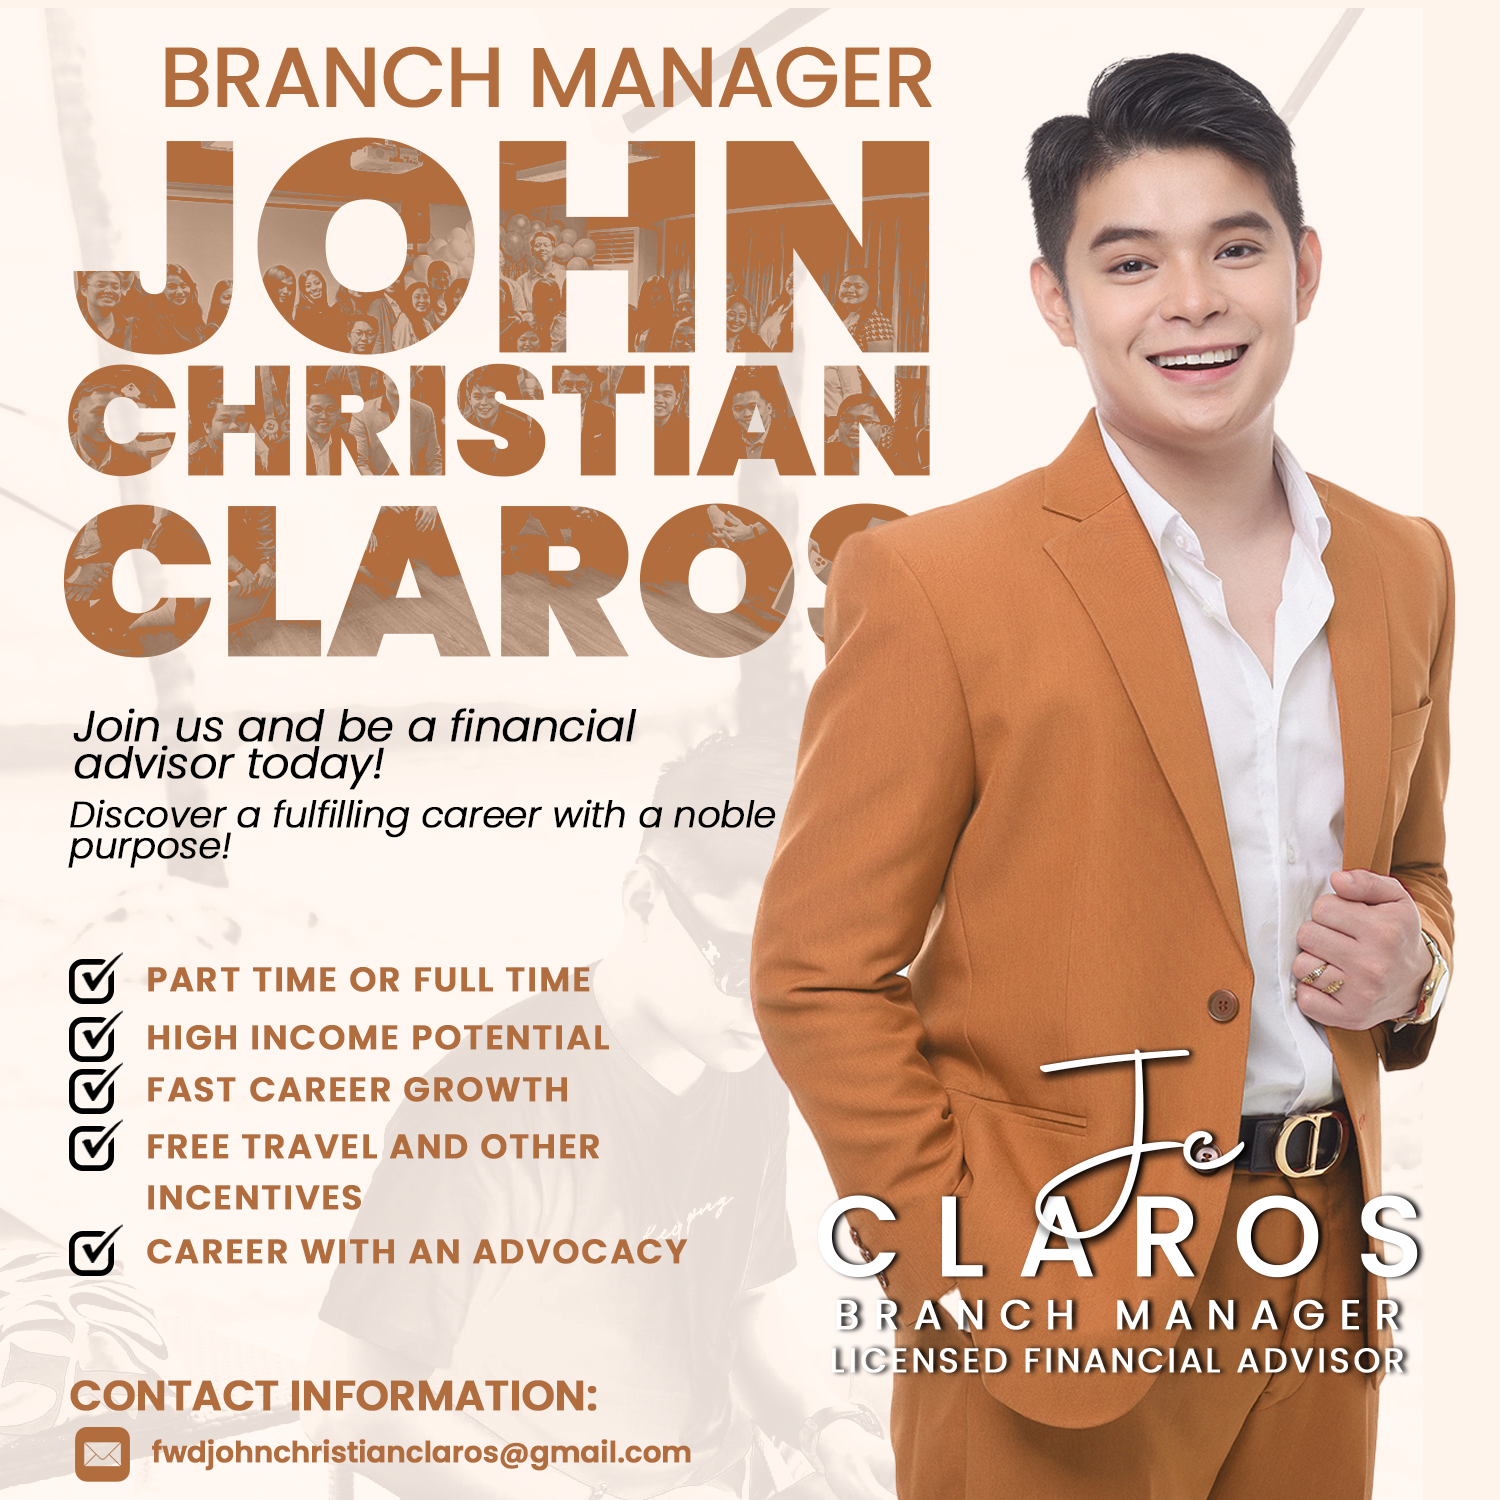 BRANCH MANAGER
JOHN
CHRISTIAN
CLAROS
Join us and be a financial
advisor today!
Discover a fulfilling career with a noble
purpose!
PART TIME OR FULL TIME
HIGH INCOME POTENTIAL
FAST CAREER GROWTH
FREE TRAVEL AND OTHER
INCENTIVES
CAREER WITH AN ADVOCACY
CONTACT INFORMATION:
fwdjohnchristianclaros@gmail.com
Jc
CLAROS
BRANCH MANAGER
LICENSED FINANCIAL ADVISOR